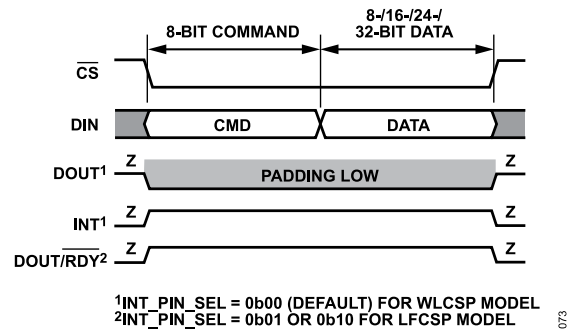 8-BIT COMMAND
8-/16-/24-/
32-BIT DATA
CS
DIN
CMD
DATA
Z
Z
DOUT1
PADDING LOW
Z
Z
INT1
Z
Z
DOUT/RDY2
1INT_PIN_SEL = 0b00 (DEFAULT) FOR WLCSP MODEL
2INT_PIN_SEL = 0b01 OR 0b10 FOR LFCSP MODEL
073